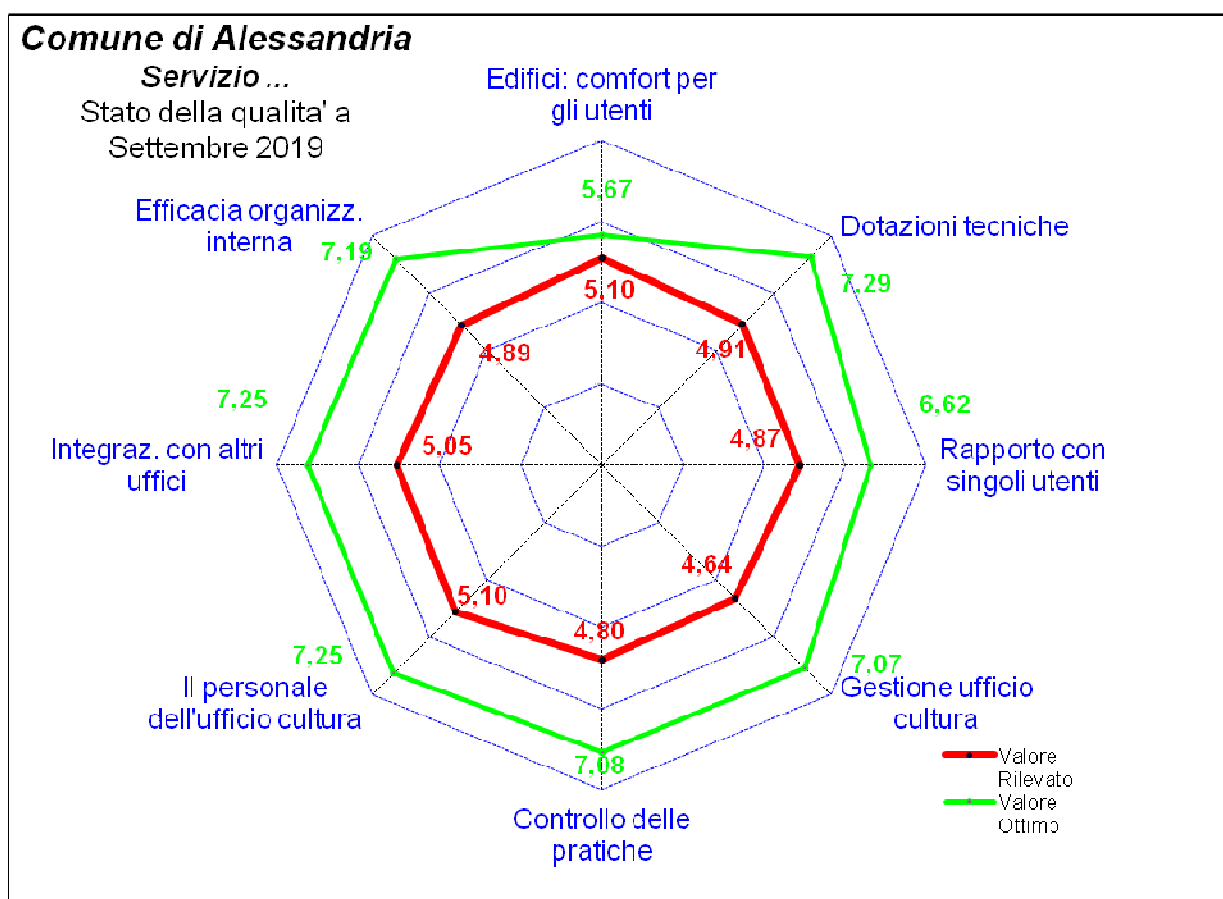 Comune di Alessandria
Servizio ...
Stato della qualita' a
Settembre 2019
Edifici: comfort per
gli utenti
5,67
5,10
Dotazioni tecniche
7,29
4,91
Rapporto con
singoli utenti
6,62
4,87
Gestione ufficio
cultura
7,07
4,64
Controllo delle
pratiche
7,08
4,80
Il personale
dell'ufficio cultura
7,25
5,10
Integraz. con altri
uffici
7,25
5,05
Efficacia organizz.
interna
7,19
4,89
Valore
Rilevato
Valore
Ottimo